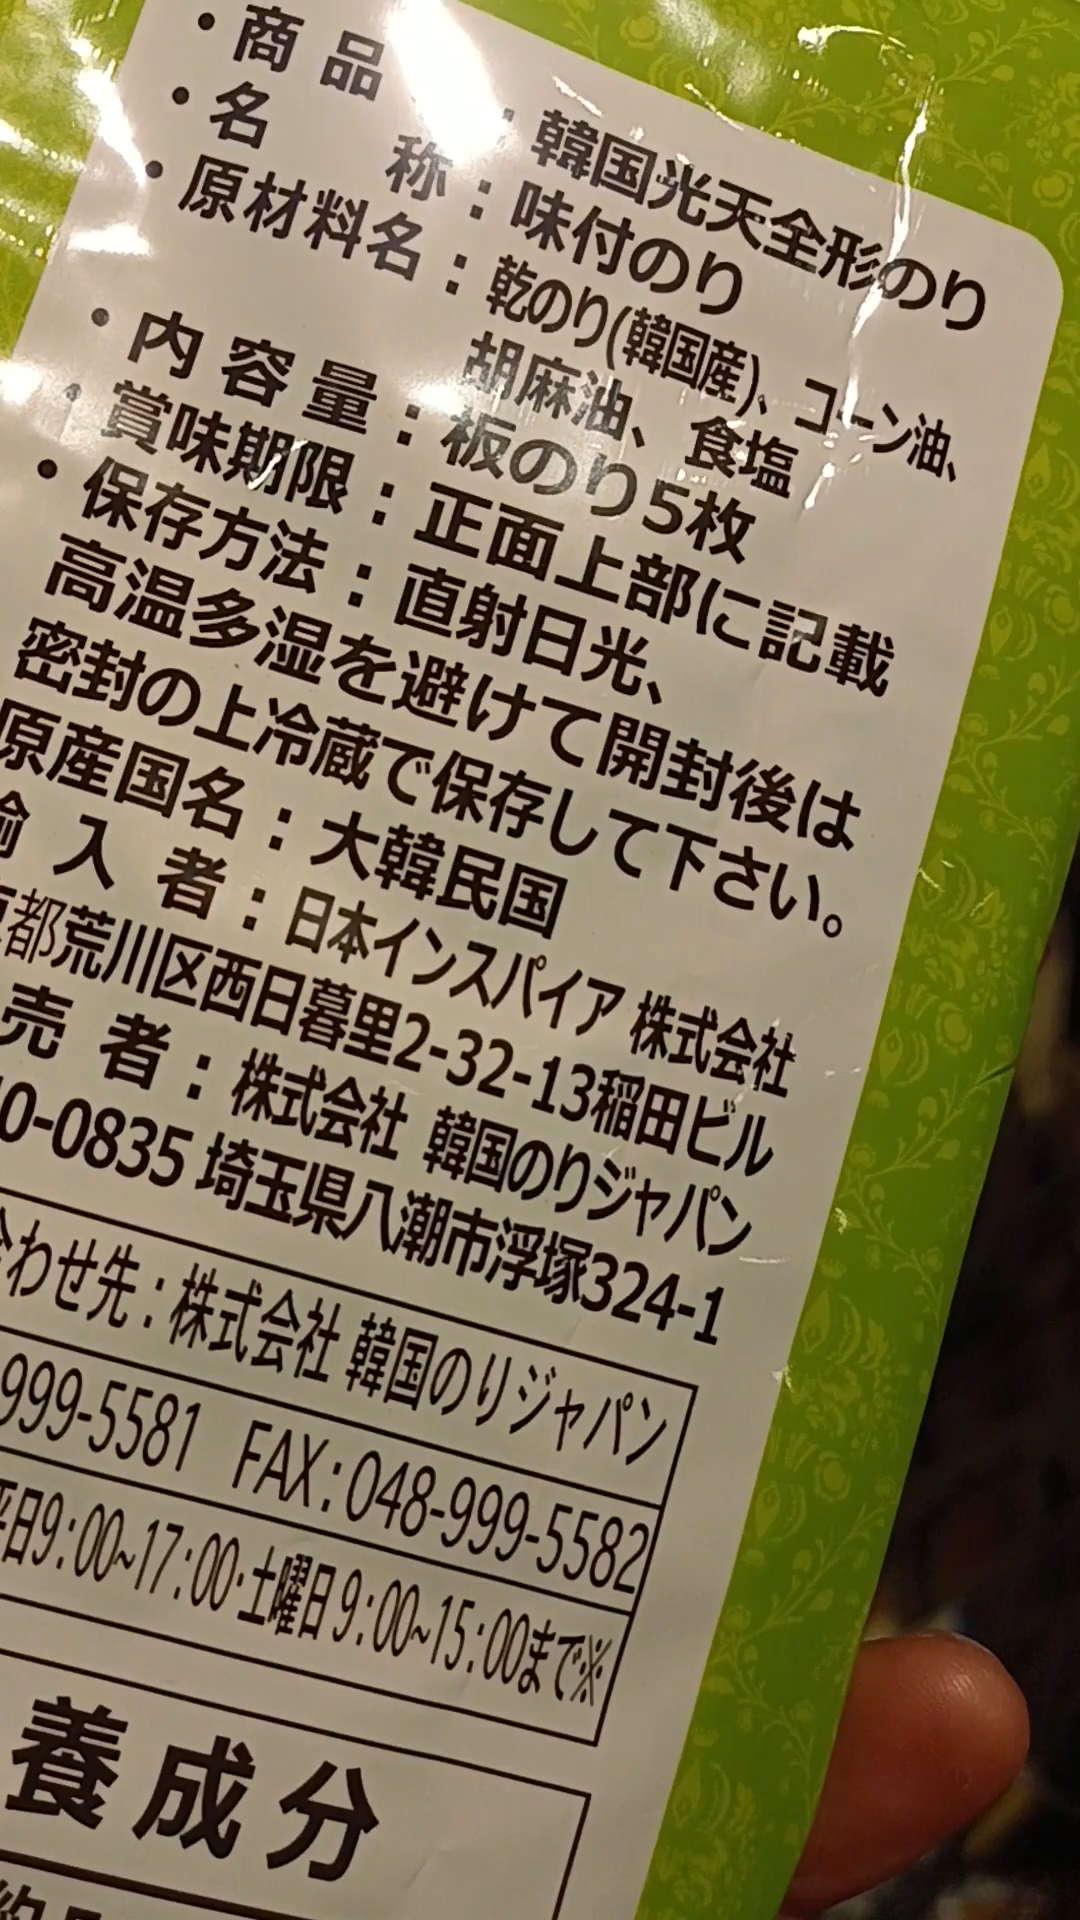 ・商品 : 韓国光天全形のり
・名 称 : 味付のり
・原材料名 : 乾のり(韓国産)、コーン油、
胡麻油、食塩
・内容量 : 板のり5枚
・賞味期限 : 正面上部に記載
・保存方法 : 直射日光、
高温多湿を避けて開封後は
密封の上冷蔵で保存して下さい。
原産国名 : 大韓民国
輸入者 : 日本インスパイア 株式会社
都荒川区西日暮里2-32-13稲田ビル
売者 : 株式会社 韓国のりジャパン
0-0835 埼玉県八潮市浮塚324-1
合わせ先 : 株式会社 韓国のりジャパン
999-5581 FAX : 048-999-5582
平日9:00~17:00・土曜日9:00~15:00まで※
養成分